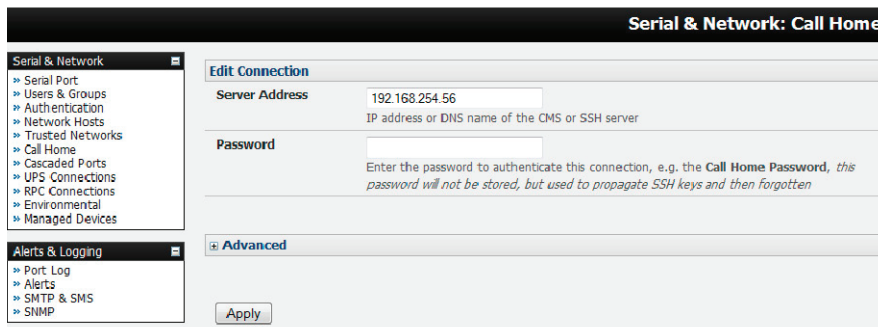 Serial & Network: Call Home
Serial & Network
» Serial Port
» Users & Groups
» Authentication
» Network Hosts
» Trusted Networks
» Call Home
» Cascaded Ports
» UPS Connections
» RPC Connections
» Environmental
» Managed Devices
Alerts & Logging
» Port Log
» Alerts
» SMTP & SMS
» SNMP
Edit Connection
Server Address
192.168.254.56
IP address or DNS name of the CMS or SSH server
Password
Enter the password to authenticate this connection, e.g. the Call Home Password, this
password will not be stored, but used to propagate SSH keys and then forgotten
Advanced
Apply